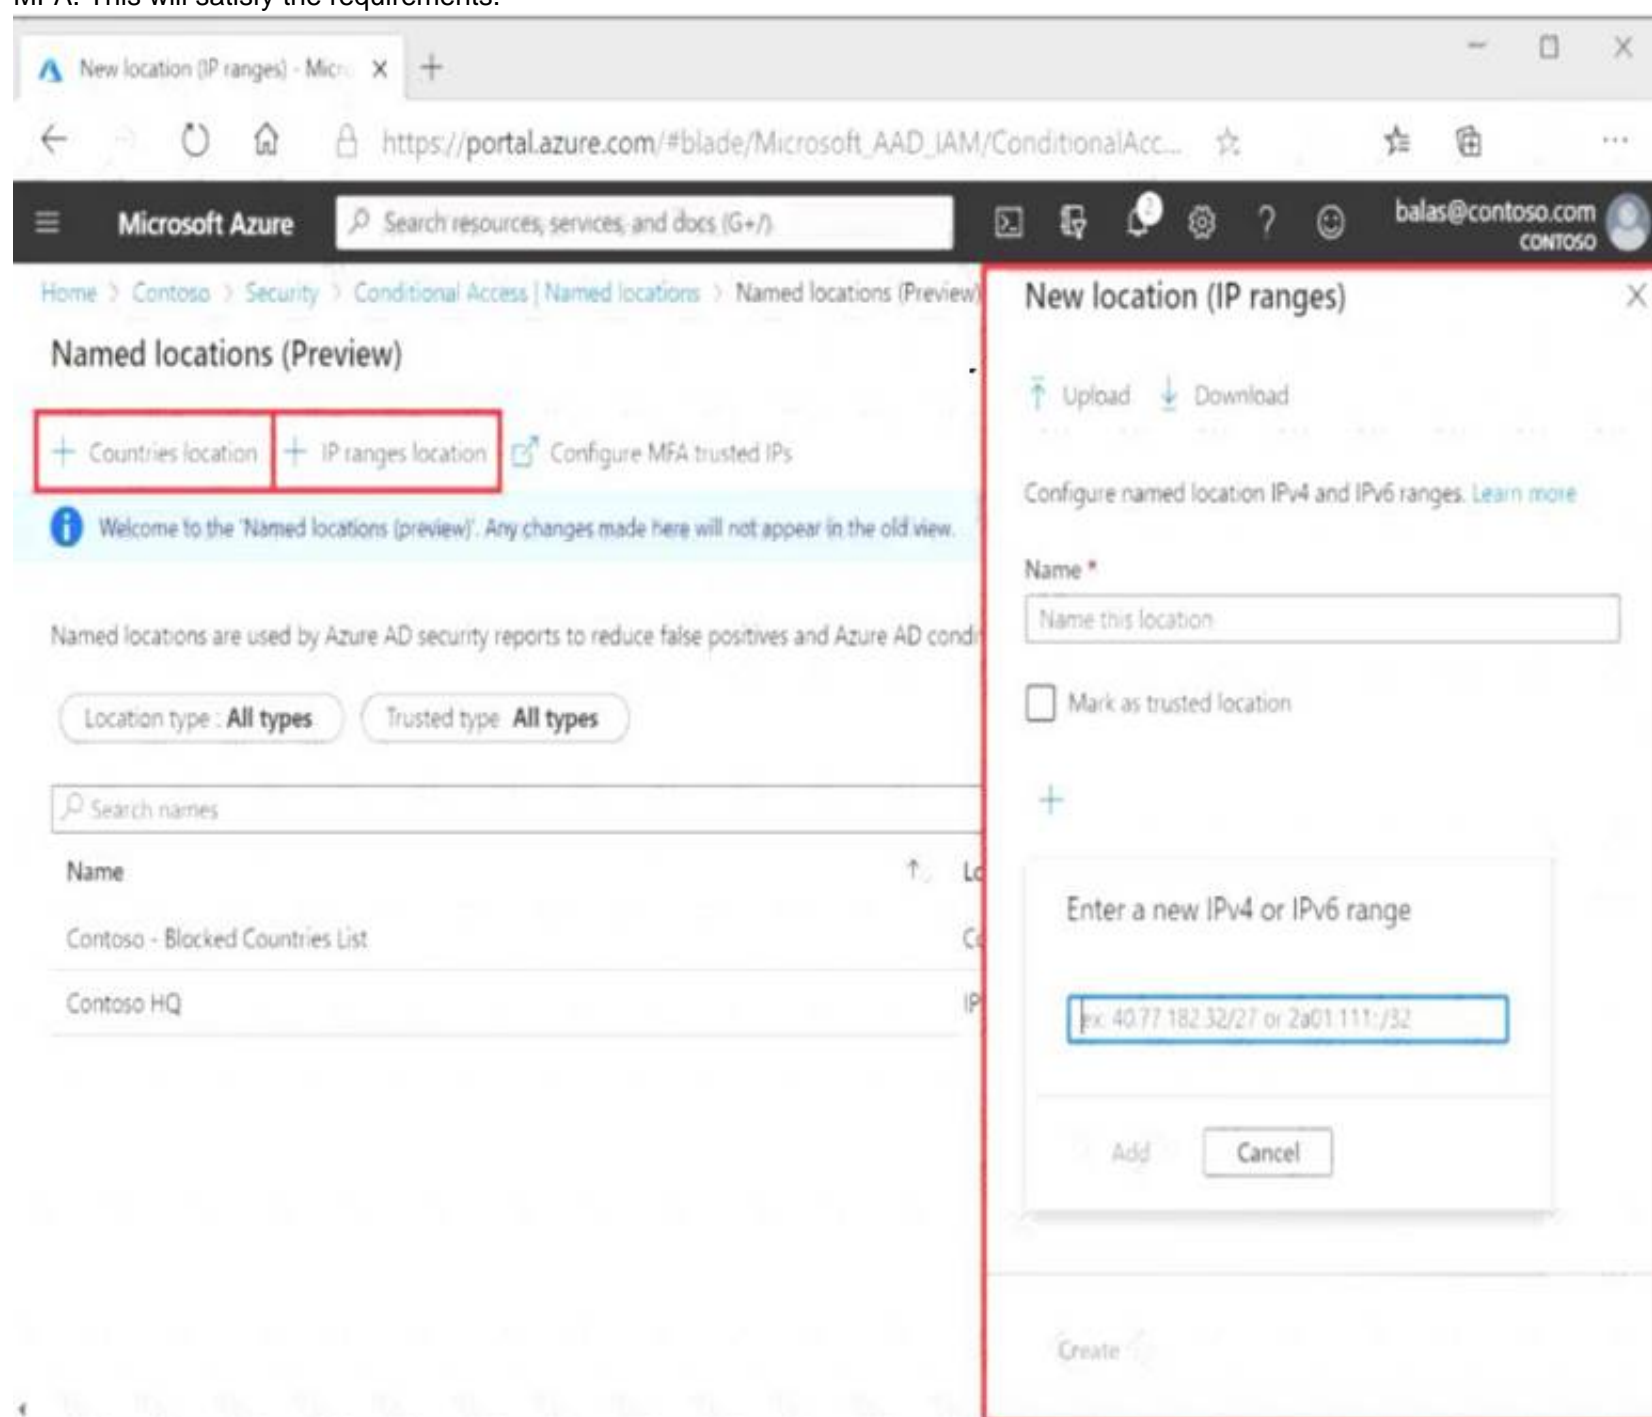 MFA. This will satisfy the requirements.
New location (IP ranges) - Micro
https://portal.azure.com/#blade/Microsoft_AAD_IAM/ConditionalAcc...
Microsoft Azure
Search resources, services, and docs (G+/)
2
balas@contoso.com
CONTOSO
Home > Contoso > Security > Conditional Access | Named locations > Named locations (Preview)
Named locations (Preview)
+ Countries location
+ IP ranges location
Configure MFA trusted IPs
Welcome to the 'Named locations (preview)'. Any changes made here will not appear in the old view.
Named locations are used by Azure AD security reports to reduce false positives and Azure AD condi
Location type : All types
Trusted type All types
Search names
Name ↑ Lo
Contoso - Blocked Countries List Co
Contoso HQ IP
New location (IP ranges)
Upload
Download
Configure named location IPv4 and IPv6 ranges. Learn more
Name *
Name this location
Mark as trusted location
+
Enter a new IPv4 or IPv6 range
ex: 40.77.182.32/27 or 2a01:111::/32
Add
Cancel
Create